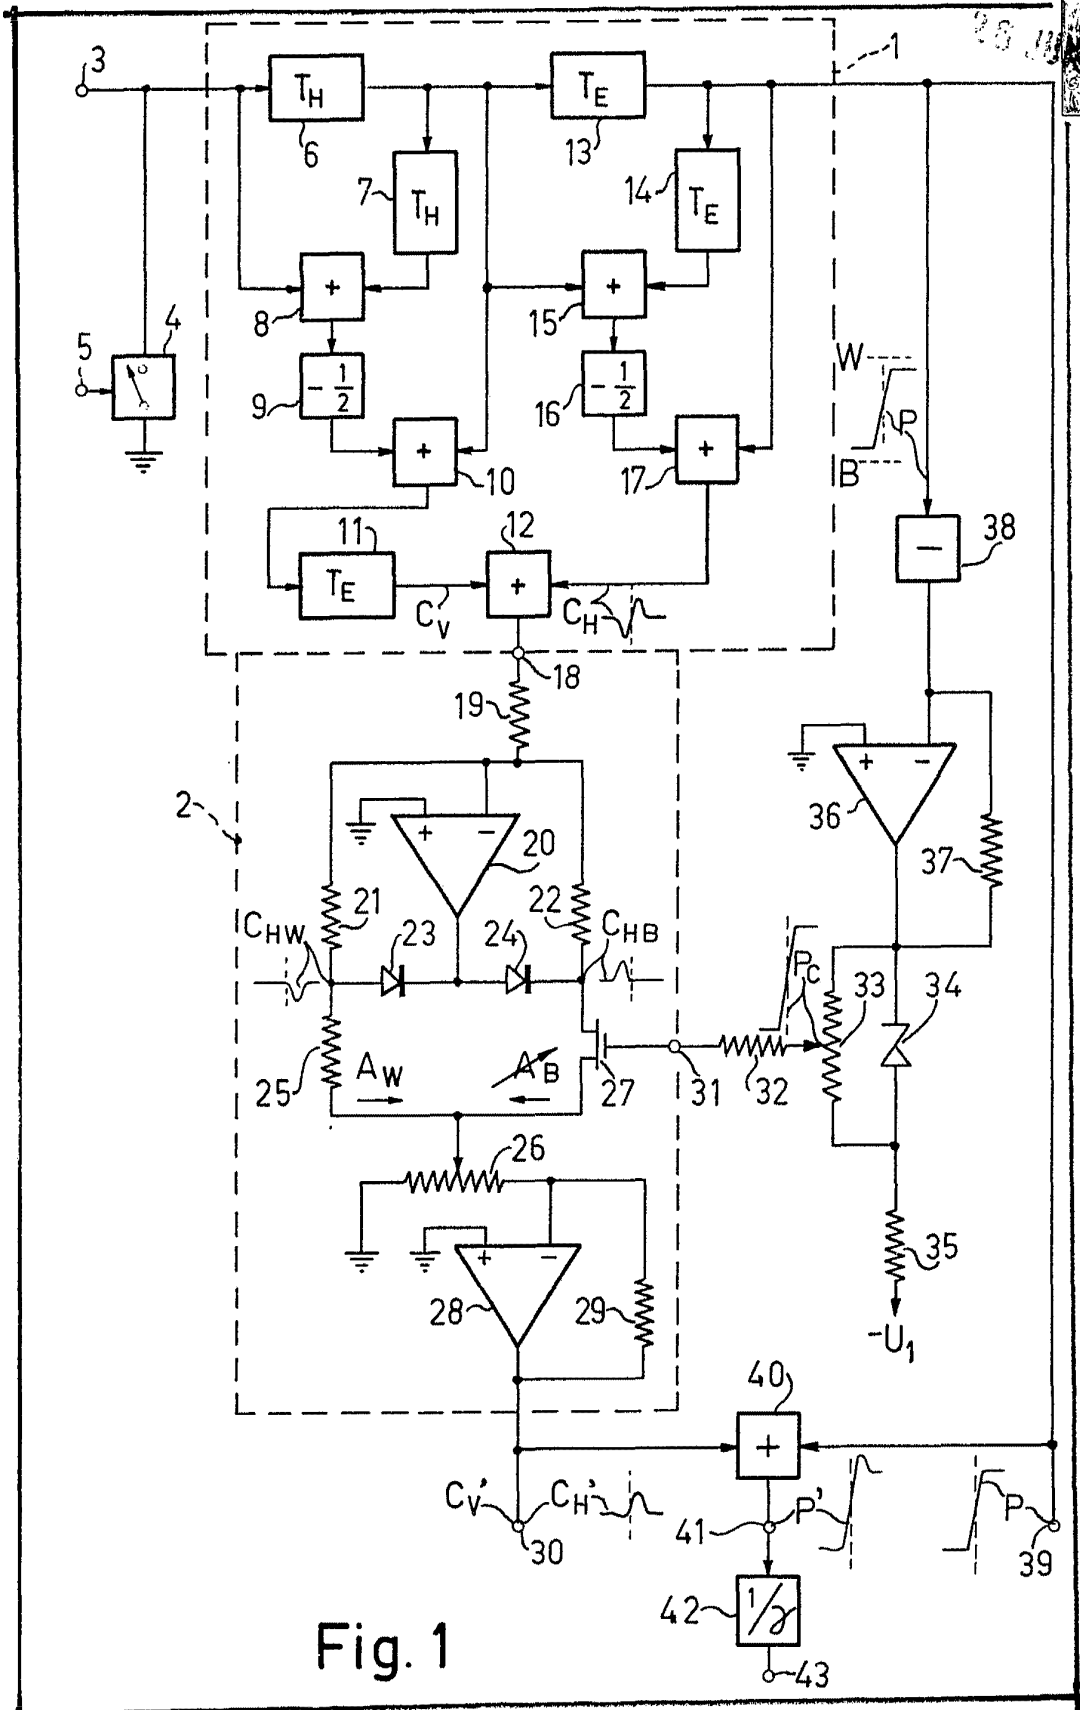 3
1
T_H
6
T_E
13
7
T_H
14
T_E
5
4
8
+
15
+
9
- 1/2
16
- 1/2
W
P
B
+
10
17
+
38
−
11
T_E
12
+
C_V
C_H
18
19
2
+
−
20
+
−
36
37
21
22
C_HW
23
24
C_HB
P_C
33
34
25
A_W
A_B
27
31
32
26
+
−
28
29
35
-U_1
40
+
C_V'
C_H'
30
41
P'
P
39
42
1/γ
43
Fig. 1